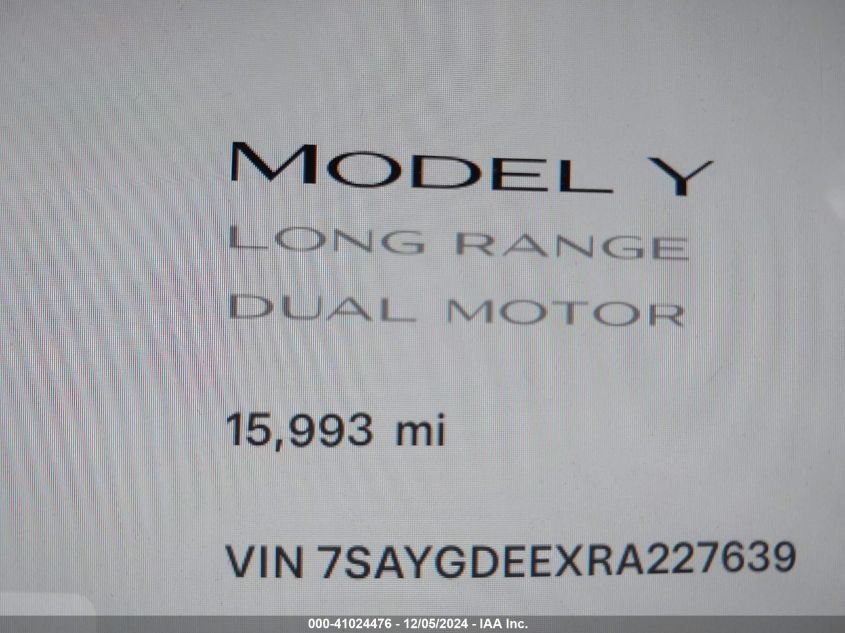 MODEL Y
LONG RANGE
DUAL MOTOR
15,993 mi
VIN 7SAYGDEEXRA227639
000-41024476 - 12/05/2024 - IAA Inc.